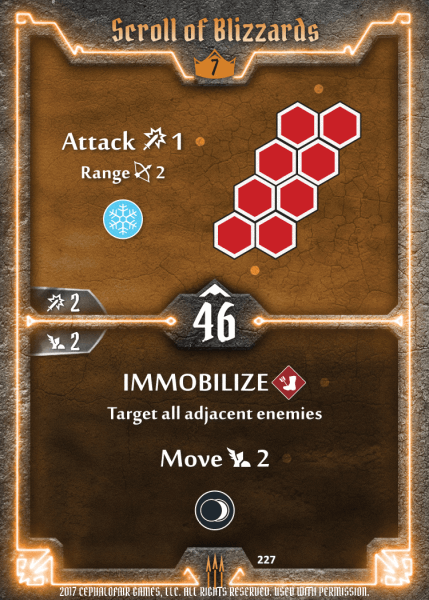 Scroll of Blizzards
7
Attack 1
Range 2
2
46
2
IMMOBILIZE
Target all adjacent enemies
Move 2
227
2017 CEPHALOFAIR GAMES, LLC. ALL RIGHTS RESERVED. USED WITH PERMISSION.